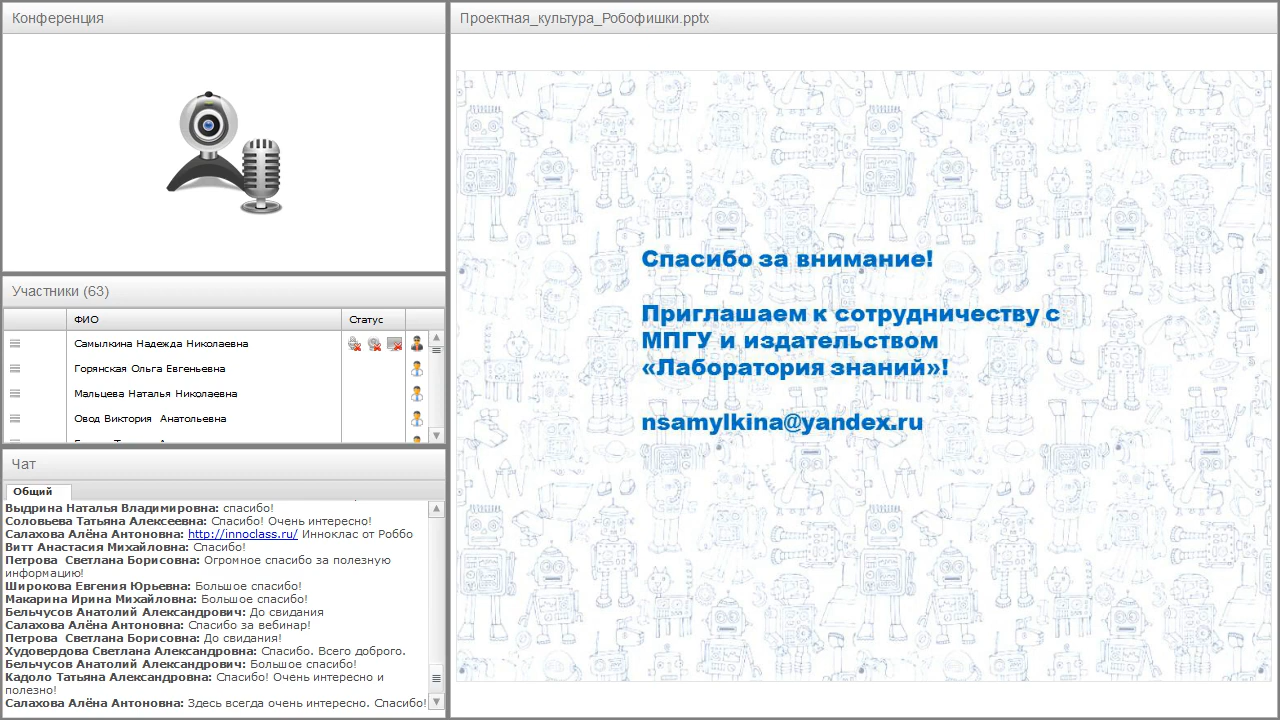 Конференция
Участники (63)
ФИО Статус
Самылкина Надежда Николаевна
Горянская Ольга Евгеньевна
Мальцева Наталья Николаевна
Овод Виктория Анатольевна
Чат
Общий
Выдрина Наталья Владимировна: спасибо!
Соловьева Татьяна Алексеевна: Спасибо! Очень интересно!
Салахова Алёна Антоновна: http://innoclass.ru/ Инноклас от Роббо
Витт Анастасия Михайловна: Спасибо!
Петрова Светлана Борисовна: Огромное спасибо за полезную
информацию!
Широкова Евгения Юрьевна: Большое спасибо!
Макарина Ирина Михайловна: Большое спасибо!
Бельчусов Анатолий Александрович: До свидания
Салахова Алёна Антоновна: Спасибо за вебинар!
Петрова Светлана Борисовна: До свидания!
Худовердова Светлана Александровна: Спасибо. Всего доброго.
Бельчусов Анатолий Александрович: Большое спасибо!
Кадоло Татьяна Александровна: Спасибо! Очень интересно и
полезно!
Салахова Алёна Антоновна: Здесь всегда очень интересно. Спасибо!
Проектная_культура_Робофишки.pptx
Спасибо за внимание!
Приглашаем к сотрудничеству с
МПГУ и издательством
«Лаборатория знаний»!
nsamylkina@yandex.ru